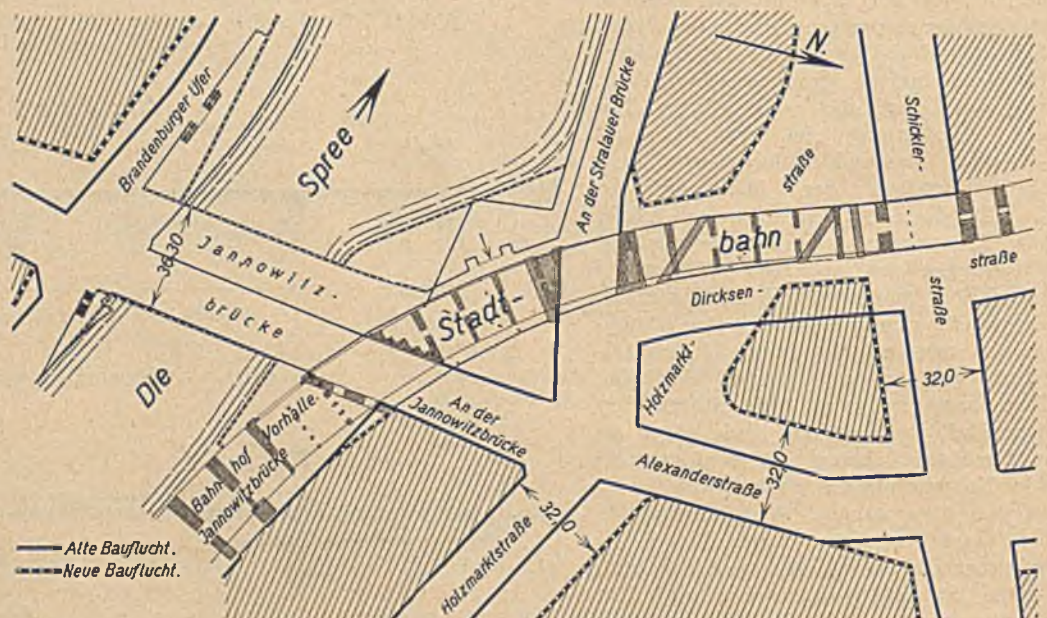 N.
Brandenburger Ufer
Spree
An der Stralauer Brücke
straße
Schickler-
straße
Jannowitz-
brücke
36,30
Stadt-
bahn
Dircksen-
straße
Die
Holzmarkt-
32,0
An der
Jannowitzbrücke
Vorhalle
Bahnhof
Jannowitzbrücke
Alexanderstraße
32,0
32,0
Holzmarktstraße
Alte Bauflucht.
Neue Bauflucht.